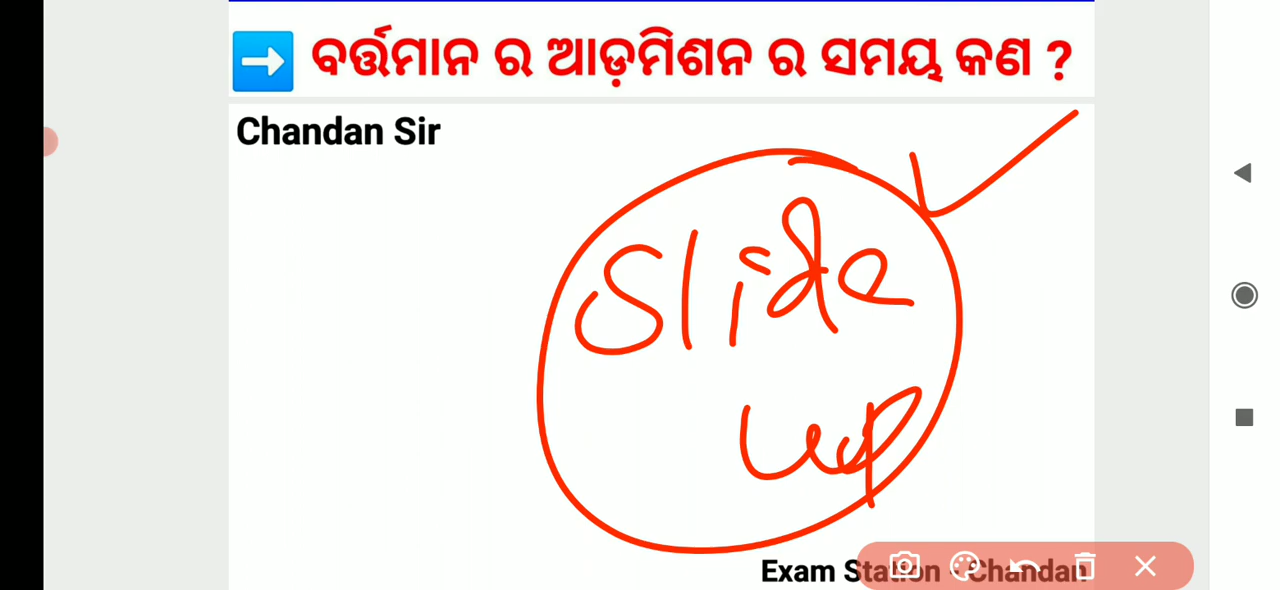 ବର୍ତ୍ତମାନ ର ଆଡ଼ମିଶନ ର ସମୟ କଣ ?
Chandan Sir
Slide
up
Exam Station - Chandan